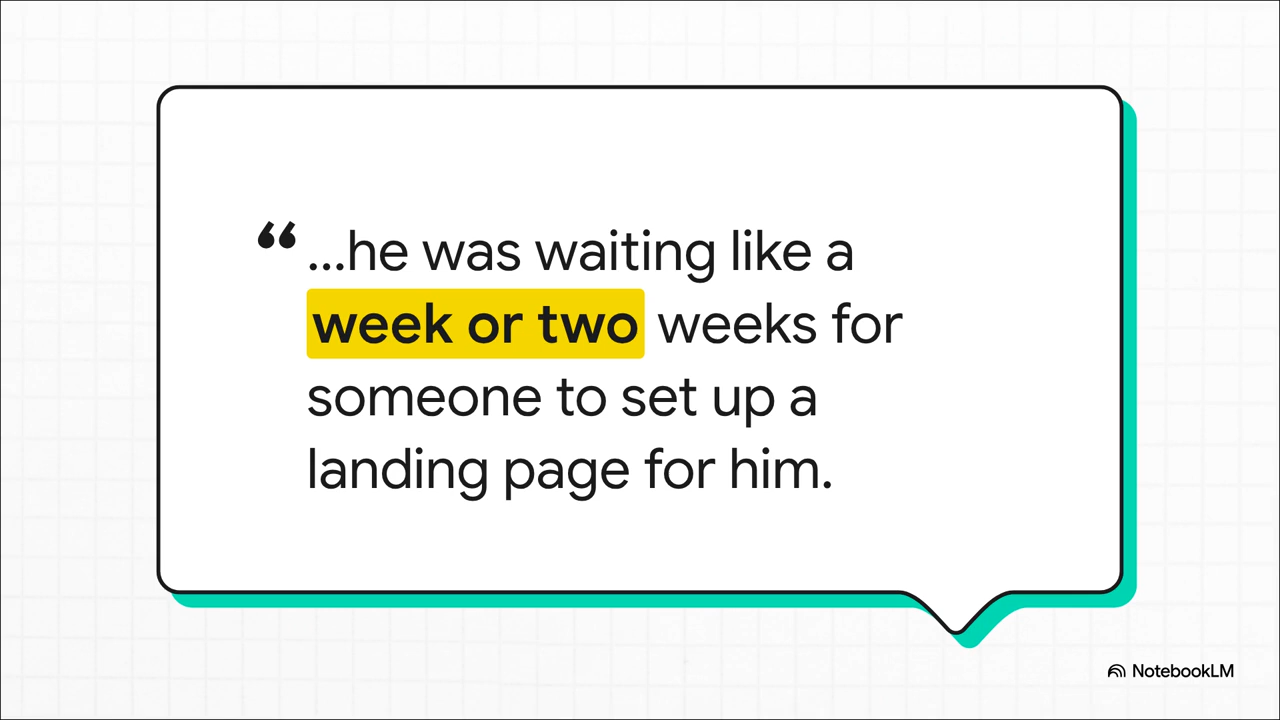 “...he was waiting like a
week or two weeks for
someone to set up a
landing page for him.
NotebookLM